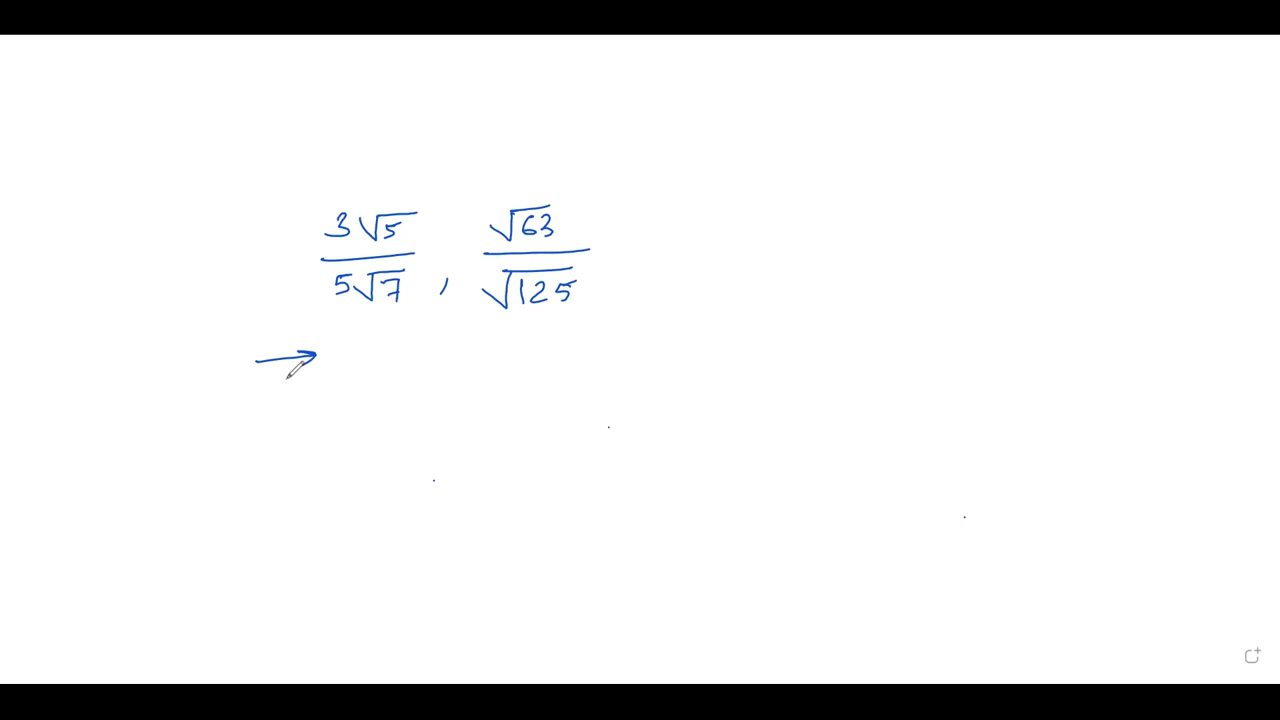 3√5 / 5√7 , √63 / √125
→